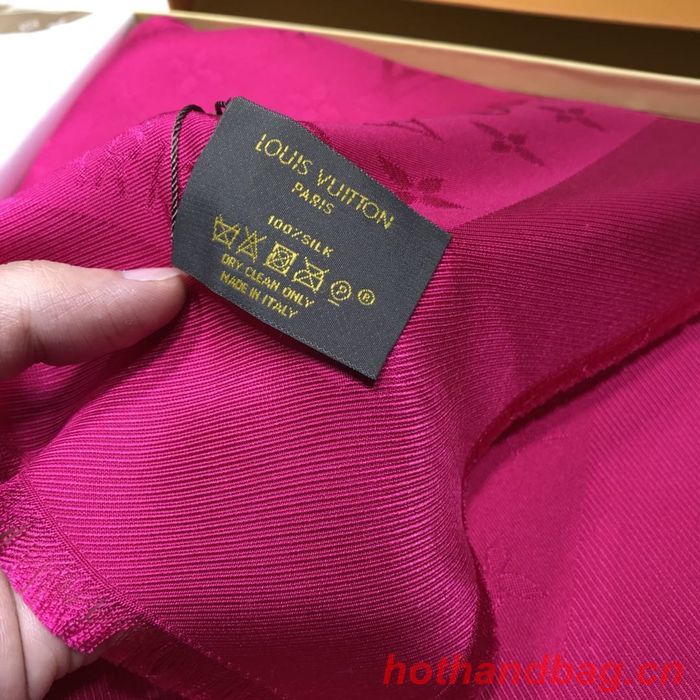 LOUIS VUITTON
PARIS
100%SILK
P R
DRY CLEAN ONLY
MADE IN ITALY
hothandbag.cn